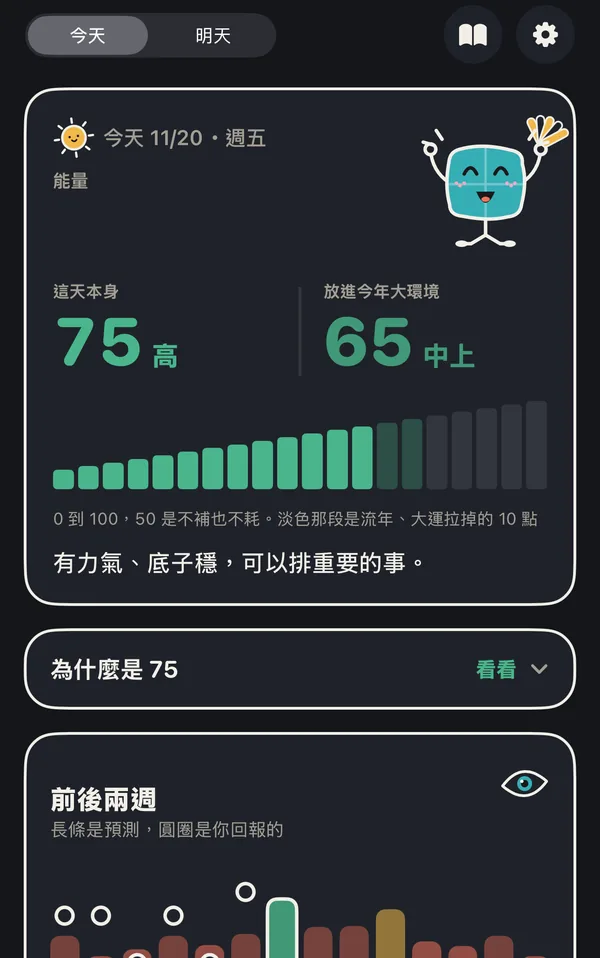 今天
明天
今天 11/20・週五
能量
這天本身
放進今年大環境
75 高
65 中上
0 到 100，50 是不補也不耗。淡色那段是流年、大運拉掉的 10 點
有力氣、底子穩，可以排重要的事。
為什麼是 75
看看
前後兩週
長條是預測，圓圈是你回報的